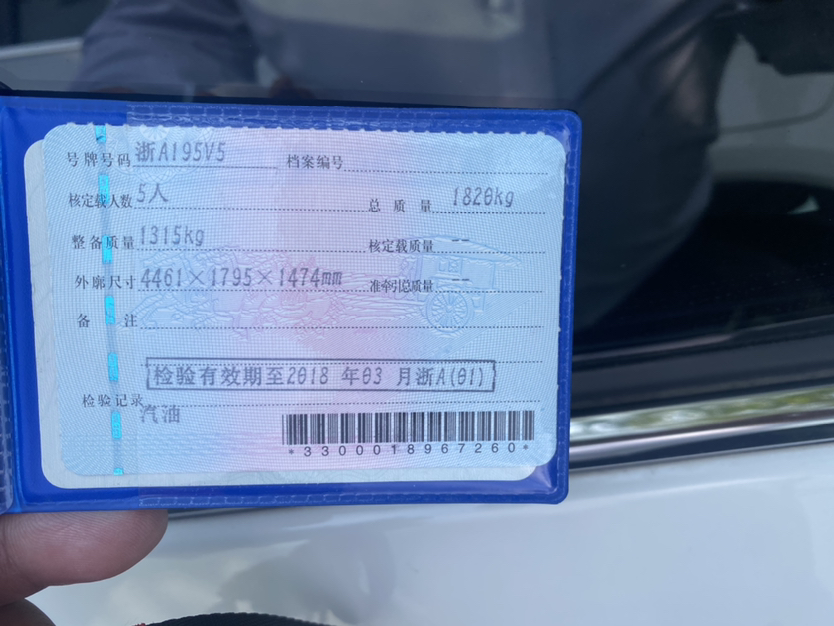 号牌号码 浙A195V5 档案编号
核定载人数 5人 总质量 1820kg
整备质量 1315kg 核定载质量 --
外廓尺寸 4461×1795×1474mm 准牵引总质量 --
备注
检验有效期至2018 年03 月浙A(01)
检验记录
汽油
*3300018967260*